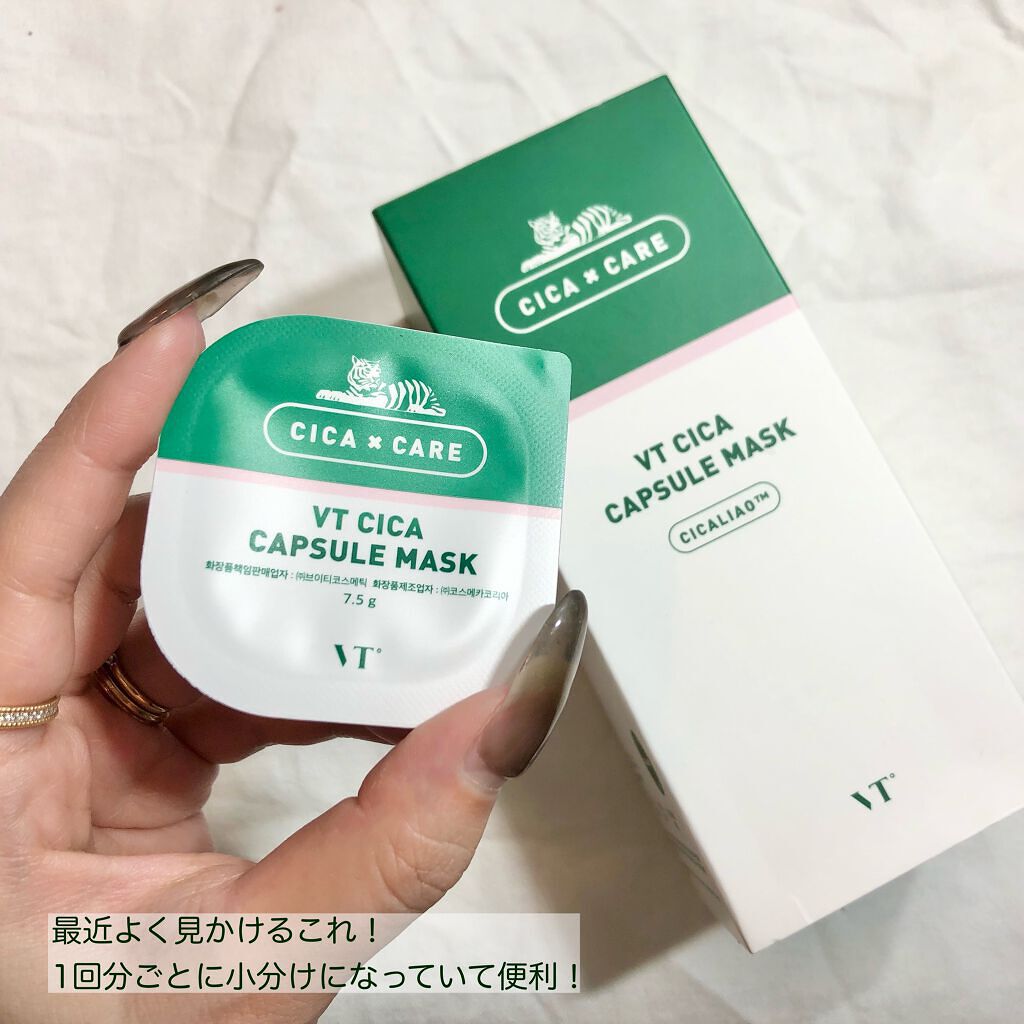 CICA × CARE
VT CICA
CAPSULE MASK
CICALIAO™
VT°
CICA × CARE
VT CICA
CAPSULE MASK
화장품책임판매업자 : ㈜브이티코스메틱 화장품제조업자 : ㈜코스메카코리아
7.5 g
VT°
最近よく見かけるこれ！
1回分ごとに小分けになっていて便利！